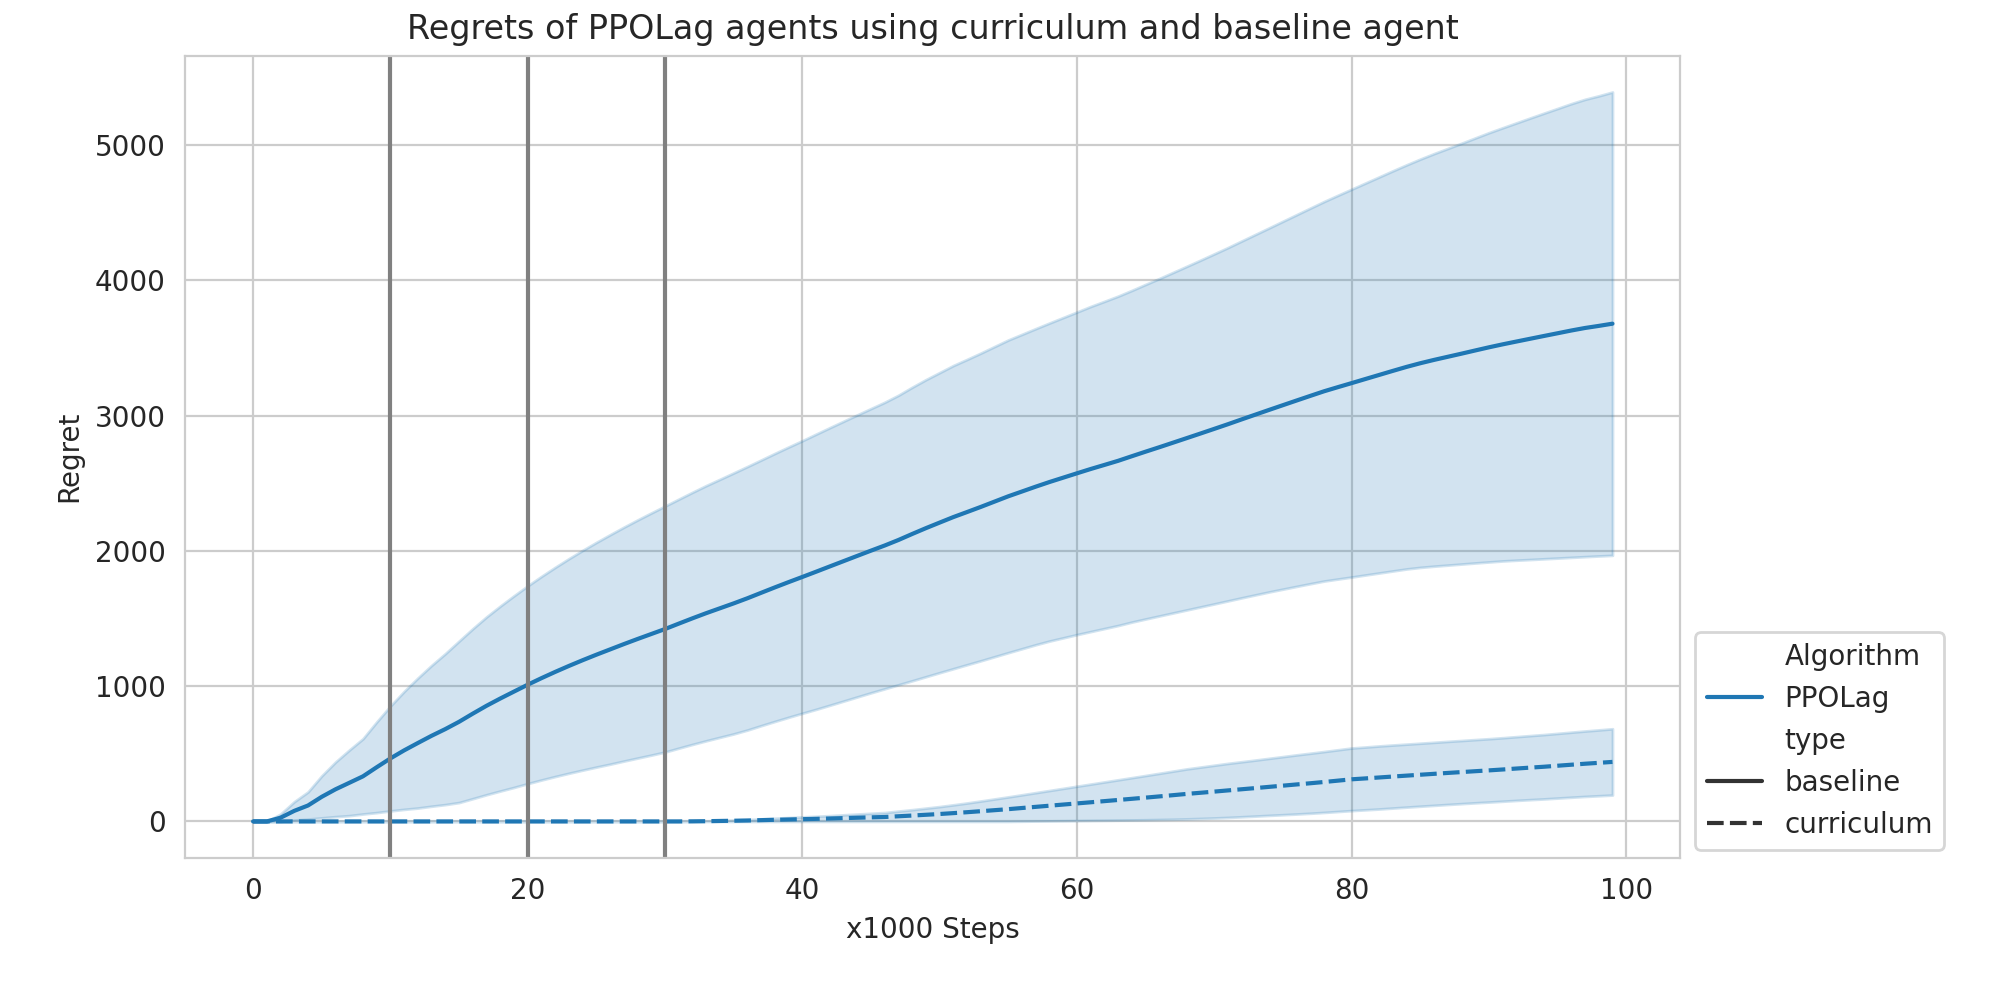 Regrets of PPOLag agents using curriculum and baseline agent
5000
4000
3000
2000
1000
0
Regret
0 20 40 60 80 100
x1000 Steps
Algorithm
PPOLag
type
baseline
curriculum